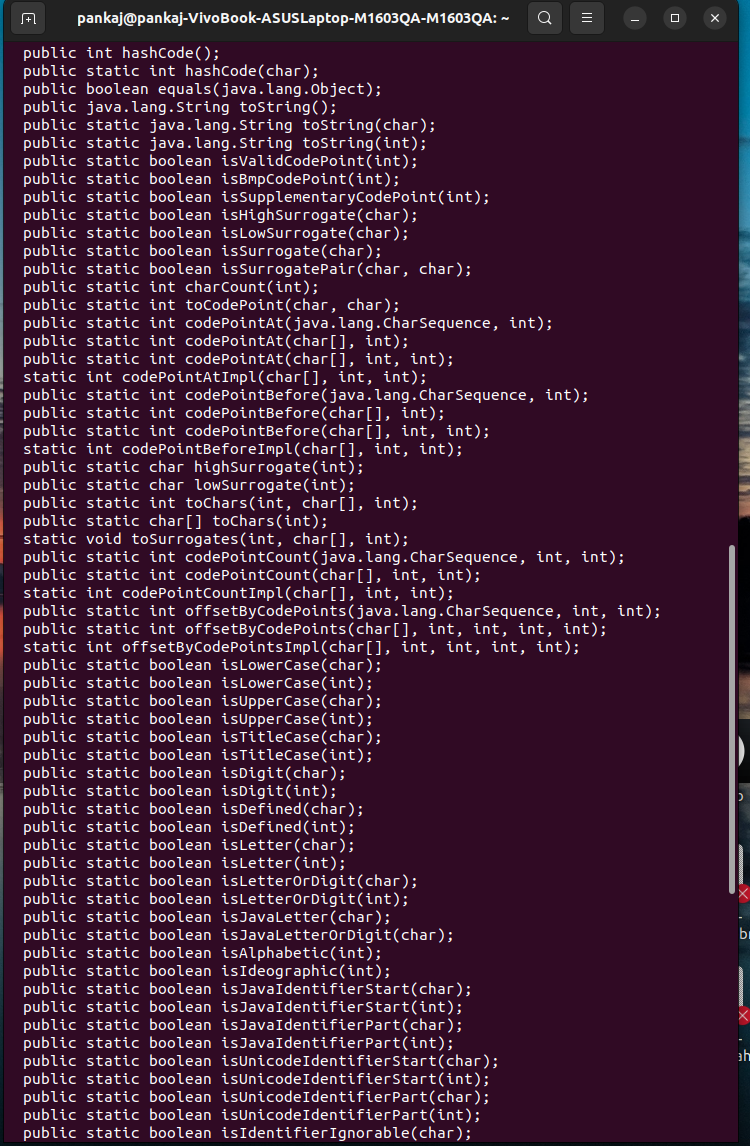 pankaj@pankaj-VivoBook-ASUSLaptop-M1603QA-M1603QA: ~
public int hashCode();
public static int hashCode(char);
public boolean equals(java.lang.Object);
public java.lang.String toString();
public static java.lang.String toString(char);
public static java.lang.String toString(int);
public static boolean isValidCodePoint(int);
public static boolean isBmpCodePoint(int);
public static boolean isSupplementaryCodePoint(int);
public static boolean isHighSurrogate(char);
public static boolean isLowSurrogate(char);
public static boolean isSurrogate(char);
public static boolean isSurrogatePair(char, char);
public static int charCount(int);
public static int toCodePoint(char, char);
public static int codePointAt(java.lang.CharSequence, int);
public static int codePointAt(char[], int);
public static int codePointAt(char[], int, int);
static int codePointAtImpl(char[], int, int);
public static int codePointBefore(java.lang.CharSequence, int);
public static int codePointBefore(char[], int);
public static int codePointBefore(char[], int, int);
static int codePointBeforeImpl(char[], int, int);
public static char highSurrogate(int);
public static char lowSurrogate(int);
public static int toChars(int, char[], int);
public static char[] toChars(int);
static void toSurrogates(int, char[], int);
public static int codePointCount(java.lang.CharSequence, int, int);
public static int codePointCount(char[], int, int);
static int codePointCountImpl(char[], int, int);
public static int offsetByCodePoints(java.lang.CharSequence, int, int);
public static int offsetByCodePoints(char[], int, int, int, int);
static int offsetByCodePointsImpl(char[], int, int, int, int);
public static boolean isLowerCase(char);
public static boolean isLowerCase(int);
public static boolean isUpperCase(char);
public static boolean isUpperCase(int);
public static boolean isTitleCase(char);
public static boolean isTitleCase(int);
public static boolean isDigit(char);
public static boolean isDigit(int);
public static boolean isDefined(char);
public static boolean isDefined(int);
public static boolean isLetter(char);
public static boolean isLetter(int);
public static boolean isLetterOrDigit(char);
public static boolean isLetterOrDigit(int);
public static boolean isJavaLetter(char);
public static boolean isJavaLetterOrDigit(char);
public static boolean isAlphabetic(int);
public static boolean isIdeographic(int);
public static boolean isJavaIdentifierStart(char);
public static boolean isJavaIdentifierStart(int);
public static boolean isJavaIdentifierPart(char);
public static boolean isJavaIdentifierPart(int);
public static boolean isUnicodeIdentifierStart(char);
public static boolean isUnicodeIdentifierStart(int);
public static boolean isUnicodeIdentifierPart(char);
public static boolean isUnicodeIdentifierPart(int);
public static boolean isIdentifierIgnorable(char);